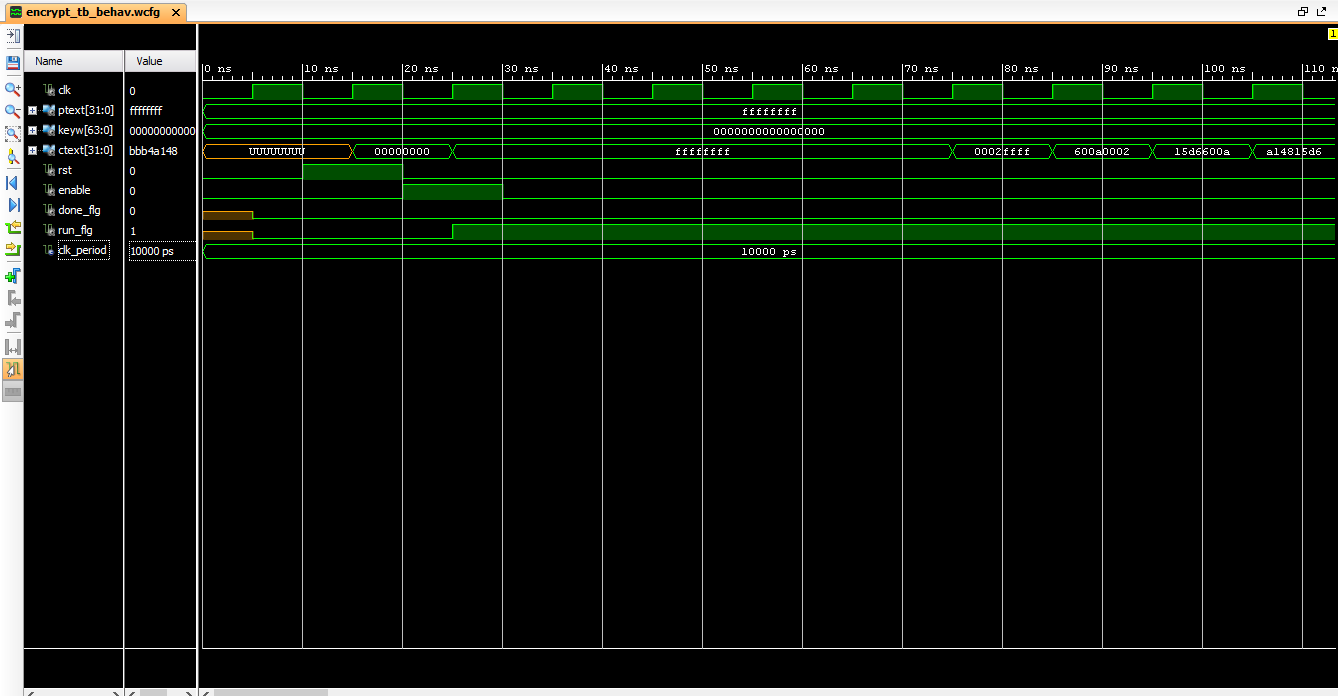 encrypt_tb_behav.wcfg
1
Name Value
0 ns 10 ns 20 ns 30 ns 40 ns 50 ns 60 ns 70 ns 80 ns 90 ns 100 ns 110 n
clk 0
ptext[31:0] ffffffff ffffffff
keyw[63:0] 00000000000 0000000000000000
ctext[31:0] bbb4a148 UUUUUUUU 00000000 ffffffff 0002ffff 600a0002 15d6600a a14815d6
rst 0
enable 0
done_flg 0
run_flg 1
clk_period 10000 ps 10000 ps